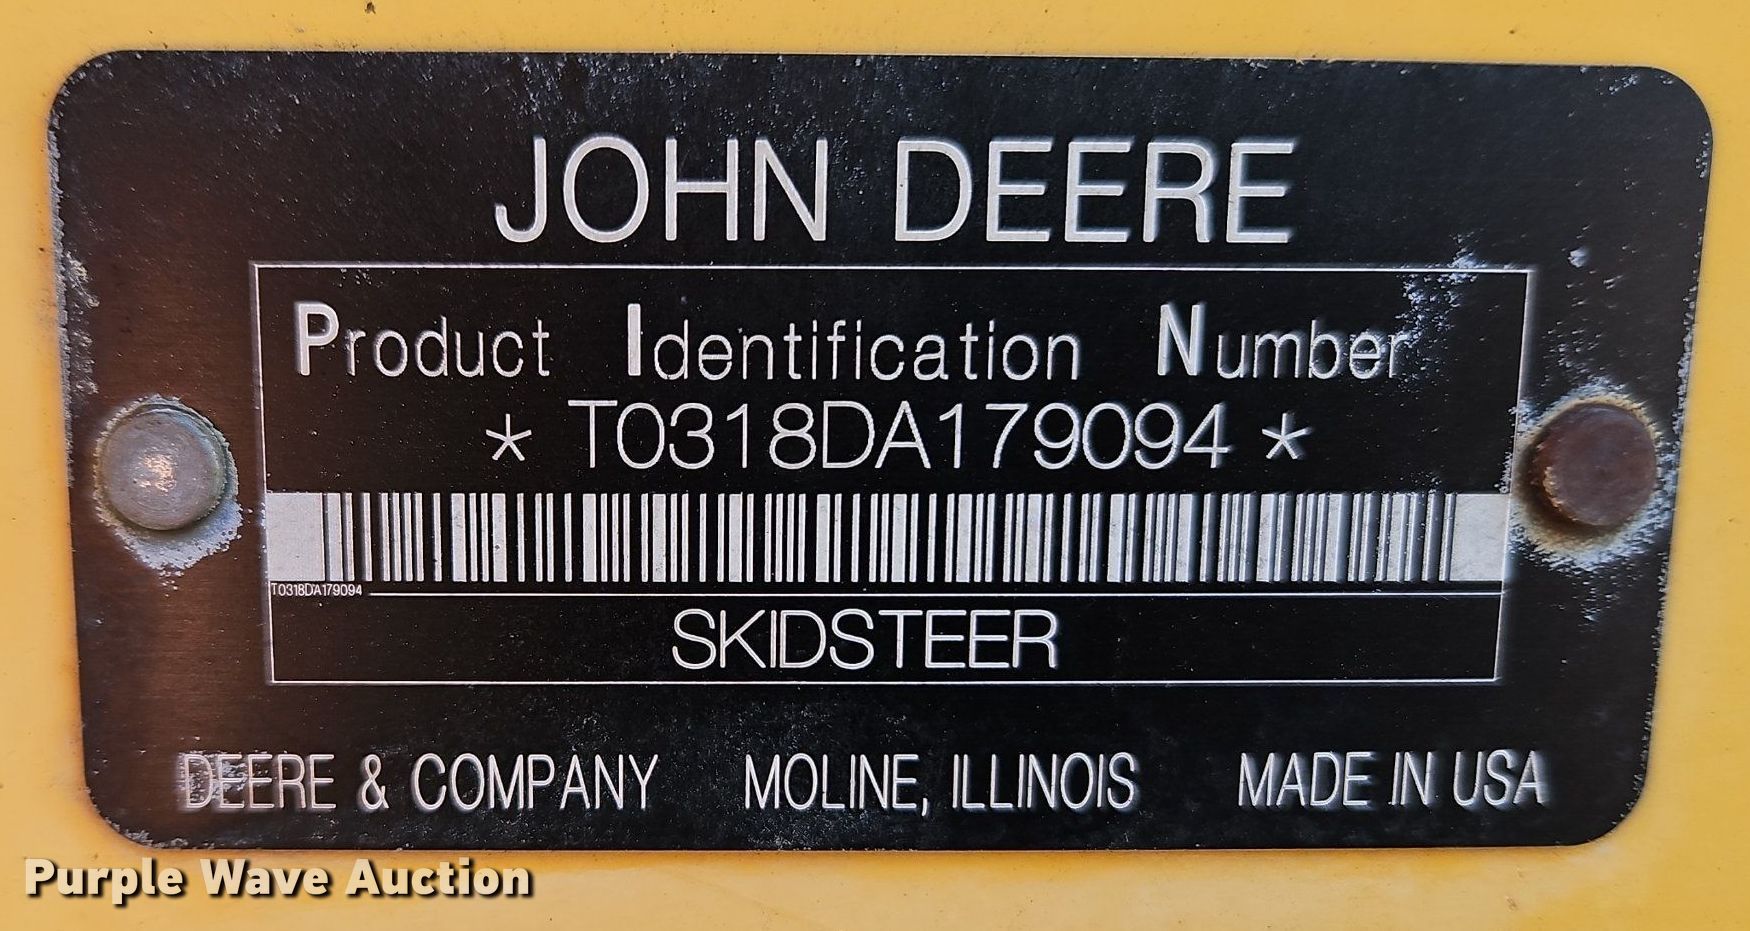 JOHN DEERE
Product Identification Number
* T0318DA179094 *
T0318DA179094
SKIDSTEER
DEERE & COMPANY MOLINE, ILLINOIS MADE IN USA
Purple Wave Auction